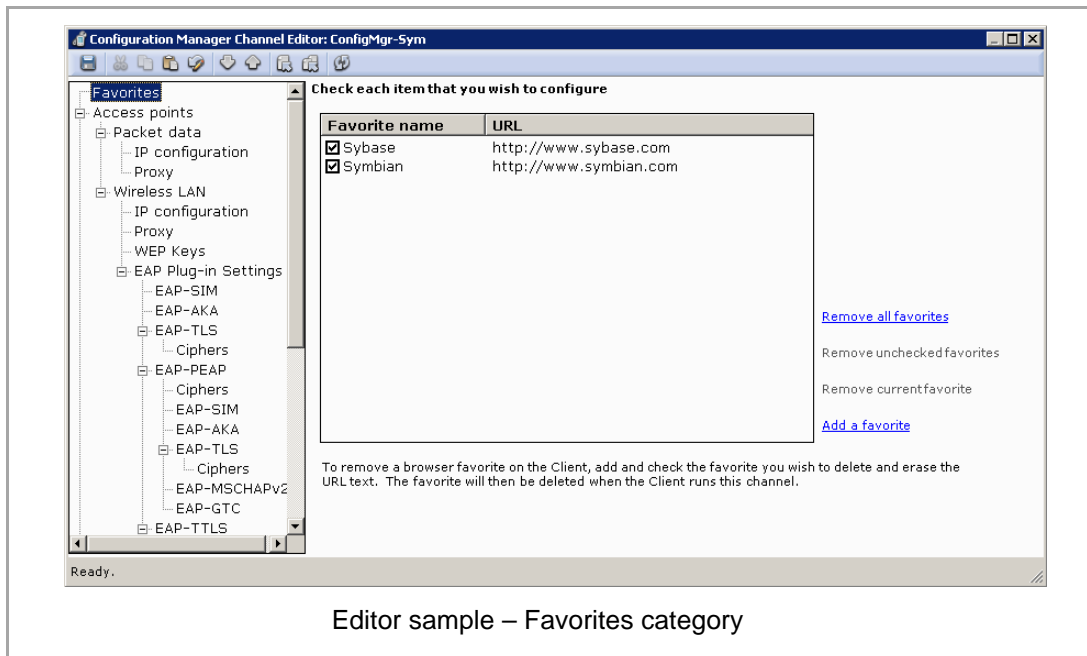 Configuration Manager Channel Editor: ConfigMgr-Sym
Favorites
Access points
Packet data
IP configuration
Proxy
Wireless LAN
IP configuration
Proxy
WEP Keys
EAP Plug-in Settings
EAP-SIM
EAP-AKA
EAP-TLS
Ciphers
EAP-PEAP
Ciphers
EAP-SIM
EAP-AKA
EAP-TLS
Ciphers
EAP-MSCHAPv2
EAP-GTC
EAP-TTLS
Check each item that you wish to configure
Favorite name URL
Sybase http://www.sybase.com
Symbian http://www.symbian.com
Remove all favorites
Remove unchecked favorites
Remove current favorite
Add a favorite
To remove a browser favorite on the Client, add and check the favorite you wish to delete and erase the
URL text. The favorite will then be deleted when the Client runs this channel.
Ready.
Editor sample – Favorites category